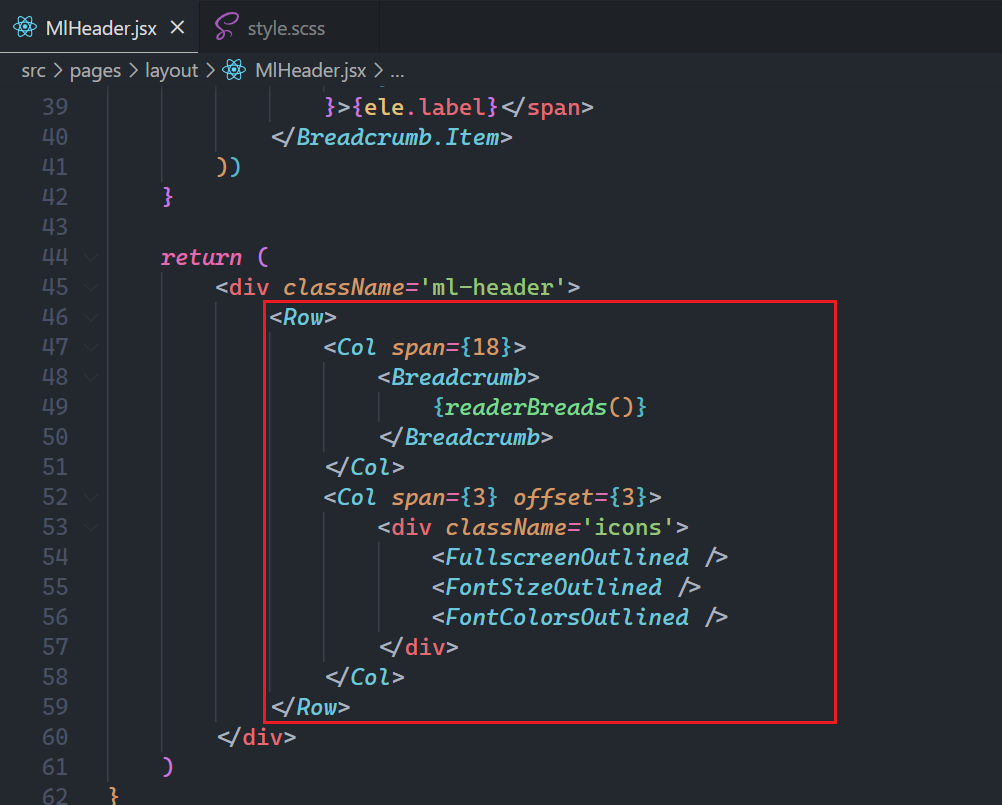 MlHeader.jsx × style.scss
src > pages > layout > MlHeader.jsx > ...
39 }>{ele.label}</span>
40 </Breadcrumb.Item>
41 ))
42 }
43
44 return (
45 <div className='ml-header'>
46 <Row>
47 <Col span={18}>
48 <Breadcrumb>
49 {readerBreads()}
50 </Breadcrumb>
51 </Col>
52 <Col span={3} offset={3}>
53 <div className='icons'>
54 <FullscreenOutlined />
55 <FontSizeOutlined />
56 <FontColorsOutlined />
57 </div>
58 </Col>
59 </Row>
60 </div>
61 )
62 }